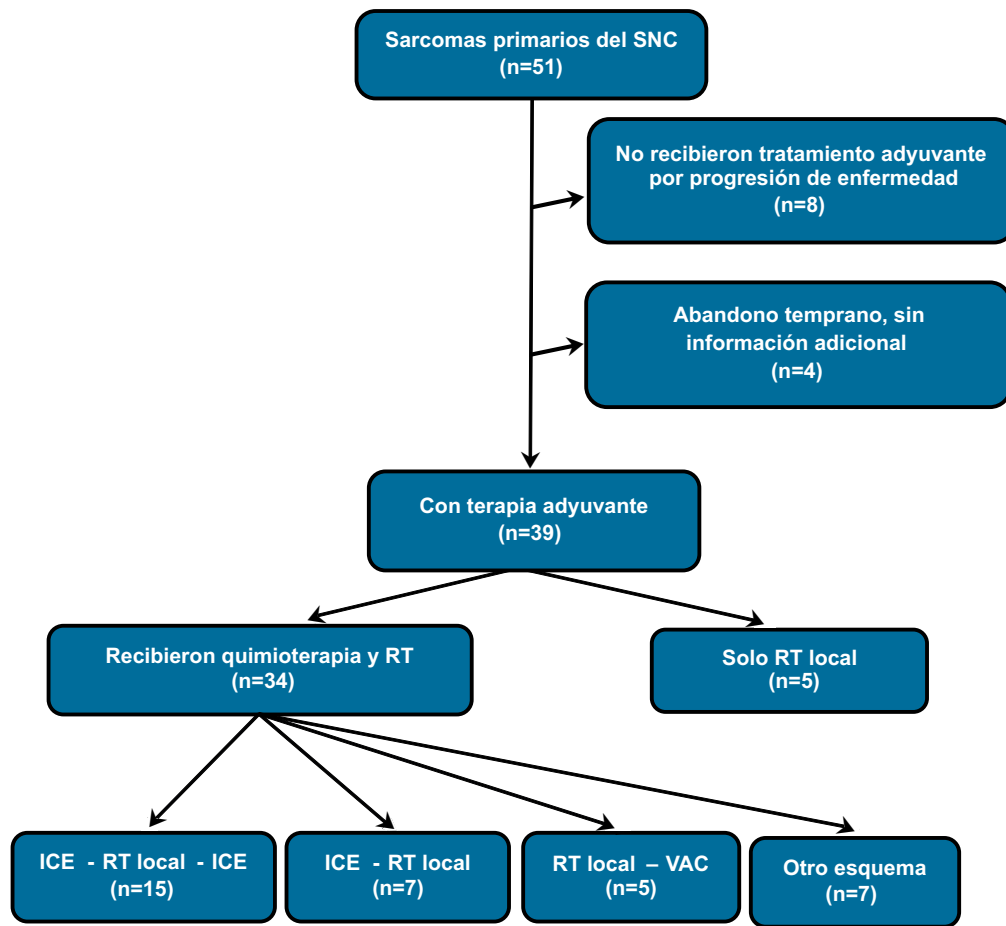 Sarcomas primarios del SNC
(n=51)
No recibieron tratamiento adyuvante
por progresión de enfermedad
(n=8)
Abandono temprano, sin
información adicional
(n=4)
Con terapia adyuvante
(n=39)
Recibieron quimioterapia y RT
(n=34)
Solo RT local
(n=5)
ICE - RT local - ICE
(n=15)
ICE - RT local
(n=7)
RT local – VAC
(n=5)
Otro esquema
(n=7)